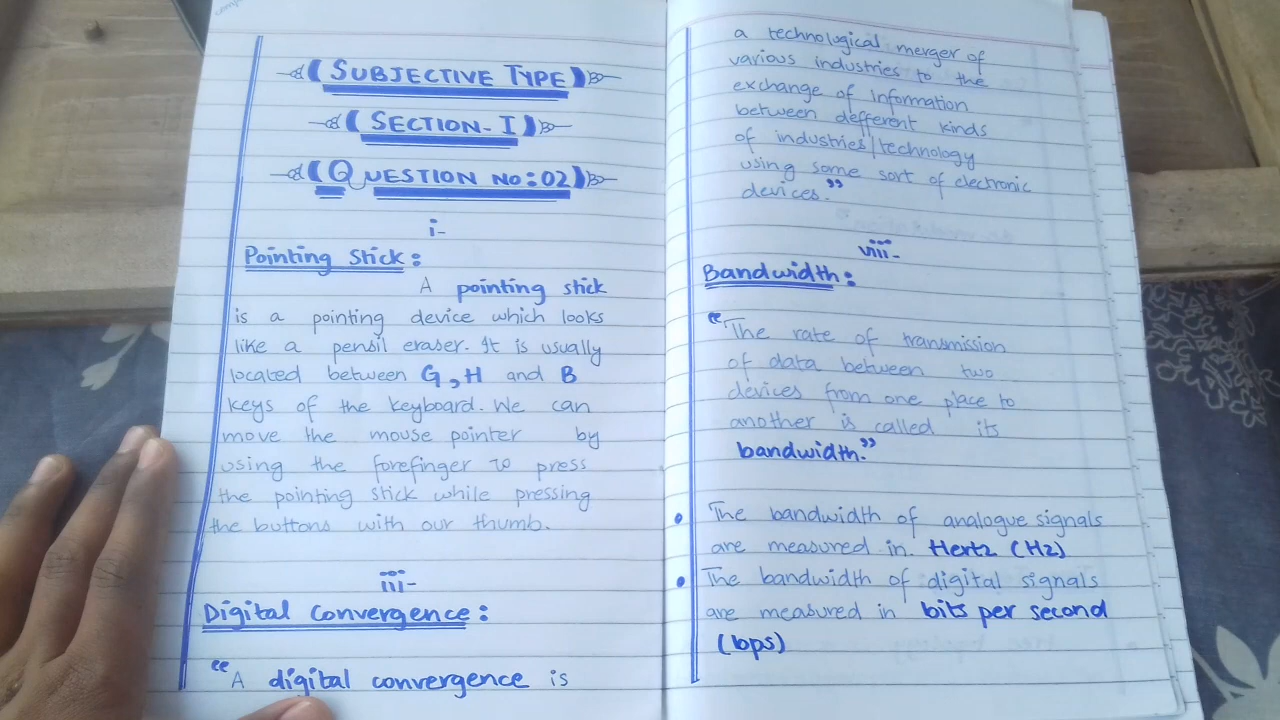 SUBJECTIVE TYPE
SECTION-I
QUESTION NO:02
i-
Pointing Stick:
A pointing stick
is a pointing device which looks
like a pensil eraser. It is usually
located between G, H and B
keys of the keyboard. We can
move the mouse pointer by
using the forefinger to press
the pointing stick while pressing
the buttons with our thumb.
iii-
Digital Convergence:
"A digital convergence is
a technological merger of
various industries to the
exchange of information
between defferent kinds
of industries/technology
using some sort of electronic
devices."
viii-
Bandwidth:
"The rate of transmission
of data between two
devices from one place to
another is called its
bandwidth."
• The bandwidth of analogue signals
are measured in Hertz (Hz)
• The bandwidth of digital signals
are measured in bits per second
(bps)